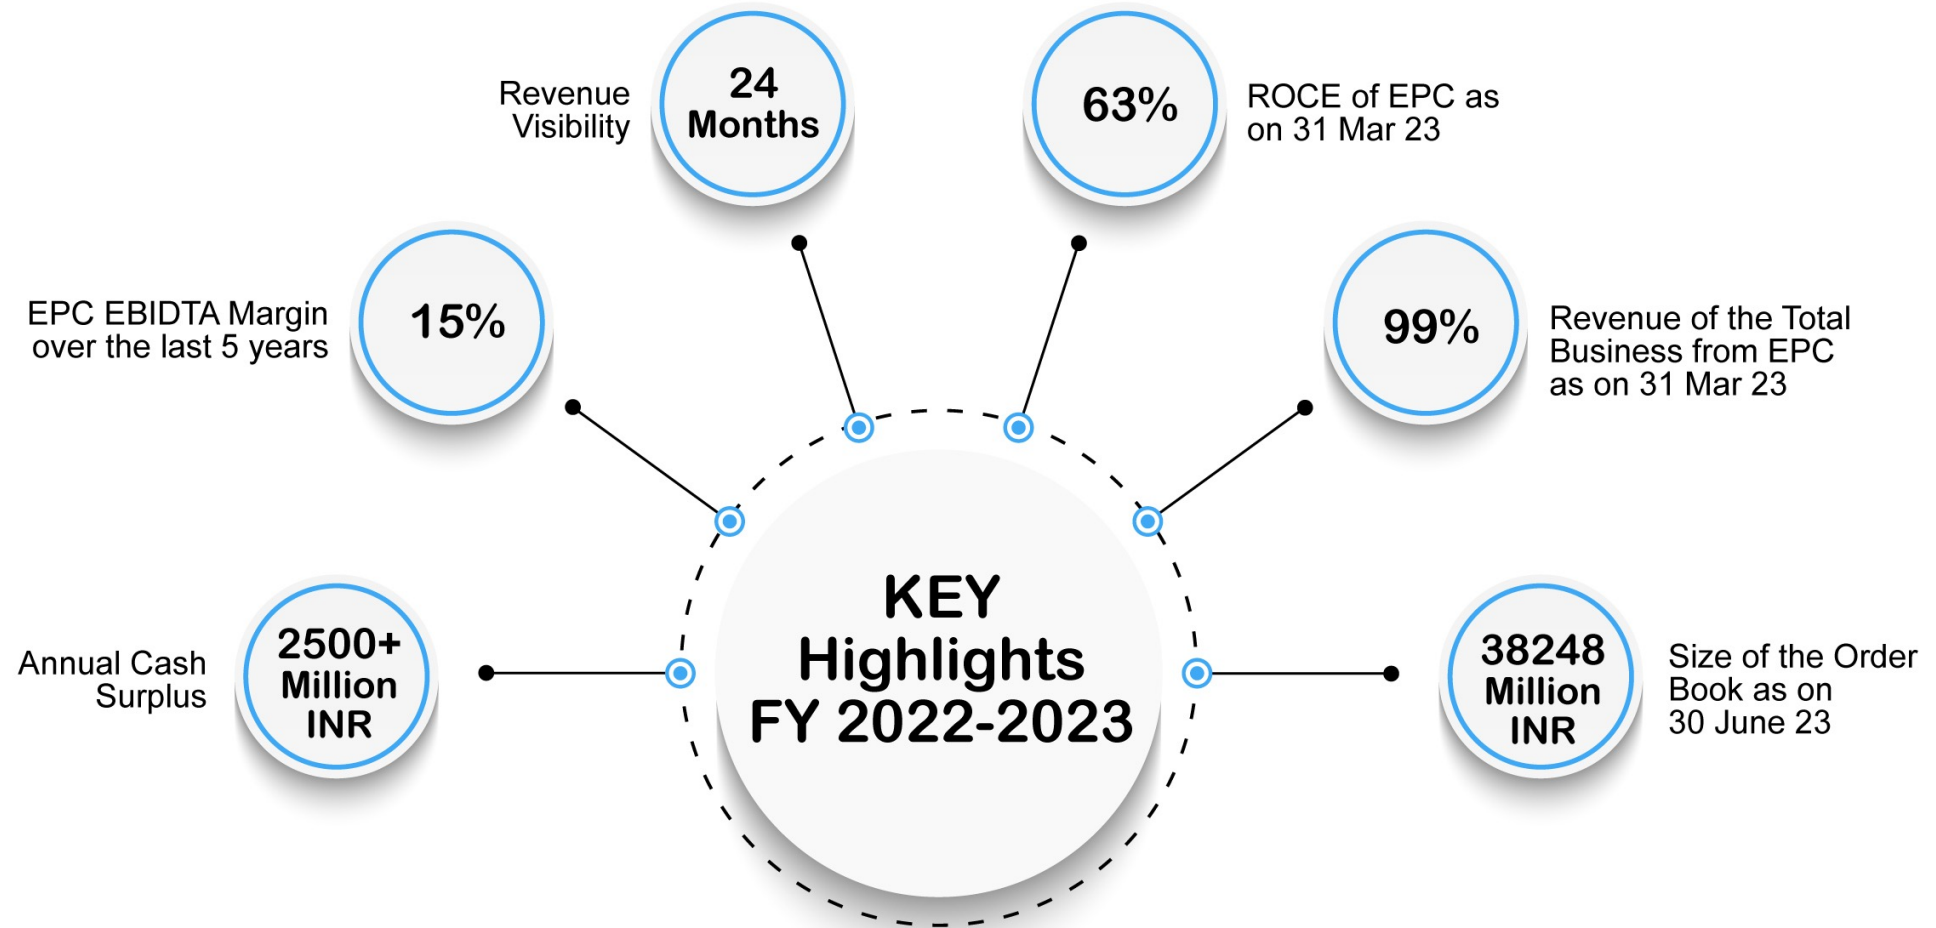 Revenue
Visibility
24
Months
63%
ROCE of EPC as
on 31 Mar 23
EPC EBIDTA Margin
over the last 5 years
15%
99%
Revenue of the Total
Business from EPC
as on 31 Mar 23
Annual Cash
Surplus
2500+
Million
INR
KEY
Highlights
FY 2022-2023
38248
Million
INR
Size of the Order
Book as on
30 June 23